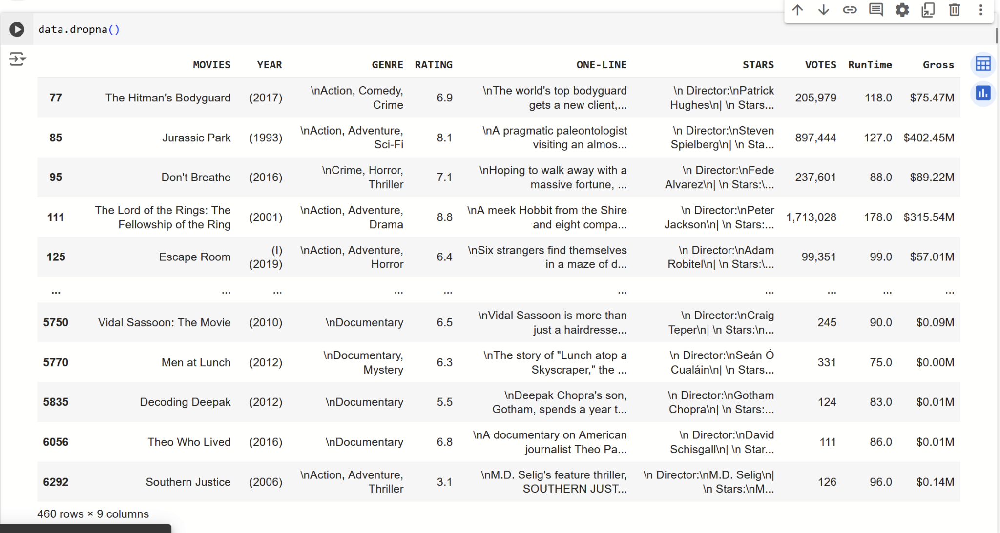 data.dropna()
MOVIES YEAR GENRE RATING ONE-LINE STARS VOTES RunTime Gross
77 The Hitman's Bodyguard (2017) \nAction, Comedy, Crime 6.9 \nThe world's top bodyguard gets a new client,... \n Director:\nPatrick Hughes\n| \n Stars... 205,979 118.0 $75.47M
85 Jurassic Park (1993) \nAction, Adventure, Sci-Fi 8.1 \nA pragmatic paleontologist visiting an almos... \n Director:\nSteven Spielberg\n| \n Sta... 897,444 127.0 $402.45M
95 Don't Breathe (2016) \nCrime, Horror, Thriller 7.1 \nHoping to walk away with a massive fortune, ... \n Director:\nFede Alvarez\n| \n Stars:\... 237,601 88.0 $89.22M
111 The Lord of the Rings: The Fellowship of the Ring (2001) \nAction, Adventure, Drama 8.8 \nA meek Hobbit from the Shire and eight compa... \n Director:\nPeter Jackson\n| \n Stars:... 1,713,028 178.0 $315.54M
125 Escape Room (I) (2019) \nAction, Adventure, Horror 6.4 \nSix strangers find themselves in a maze of d... \n Director:\nAdam Robitel\n| \n Stars:\... 99,351 99.0 $57.01M
... ... ... ... ... ... ... ... ... ...
5750 Vidal Sassoon: The Movie (2010) \nDocumentary 6.5 \nVidal Sassoon is more than just a hairdresse... \n Director:\nCraig Teper\n| \n Stars:\n... 245 90.0 $0.09M
5770 Men at Lunch (2012) \nDocumentary, Mystery 6.3 \nThe story of "Lunch atop a Skyscraper," the ... \n Director:\nSeán Ó Cualáin\n| \n Stars... 331 75.0 $0.00M
5835 Decoding Deepak (2012) \nDocumentary 5.5 \nDeepak Chopra's son, Gotham, spends a year t... \n Director:\nGotham Chopra\n| \n Stars:... 124 83.0 $0.01M
6056 Theo Who Lived (2016) \nDocumentary 6.8 \nA documentary on American journalist Theo Pa... \n Director:\nDavid Schisgall\n| \n Star... 111 86.0 $0.01M
6292 Southern Justice (2006) \nAction, Adventure, Thriller 3.1 \nM.D. Selig's feature thriller, SOUTHERN JUST... \n Director:\nM.D. Selig\n| \n Stars:\nM... 126 96.0 $0.14M
460 rows × 9 columns